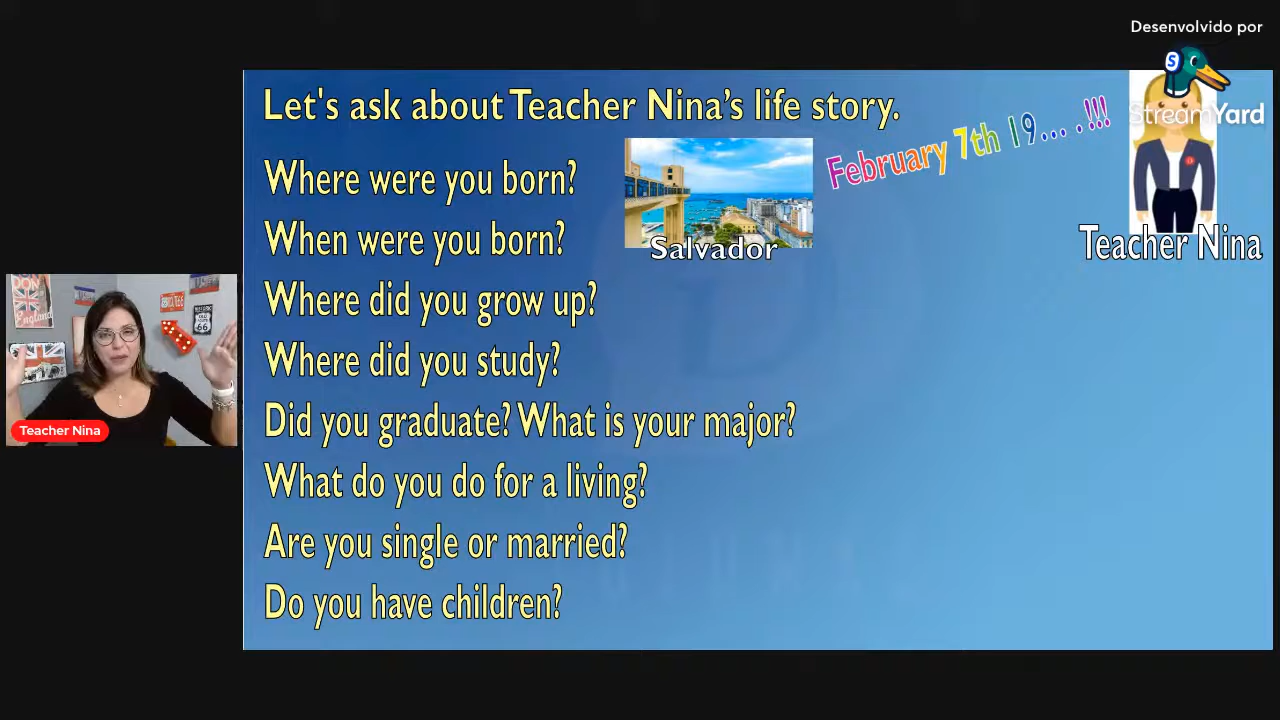 Desenvolvido por
S
StreamYard
Let's ask about Teacher Nina's life story.
February 7th 19... .!!!
Where were you born?
When were you born?
Salvador
Teacher Nina
Where did you grow up?
Where did you study?
Did you graduate? What is your major?
What do you do for a living?
Are you single or married?
Do you have children?
DON
England
66
Teacher Nina